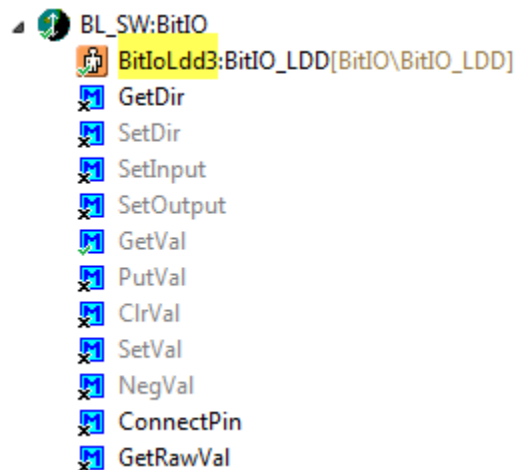 BL_SW:BitIO
BitIoLdd3:BitIO_LDD[BitIO\BitIO_LDD]
GetDir
SetDir
SetInput
SetOutput
GetVal
PutVal
ClrVal
SetVal
NegVal
ConnectPin
GetRawVal